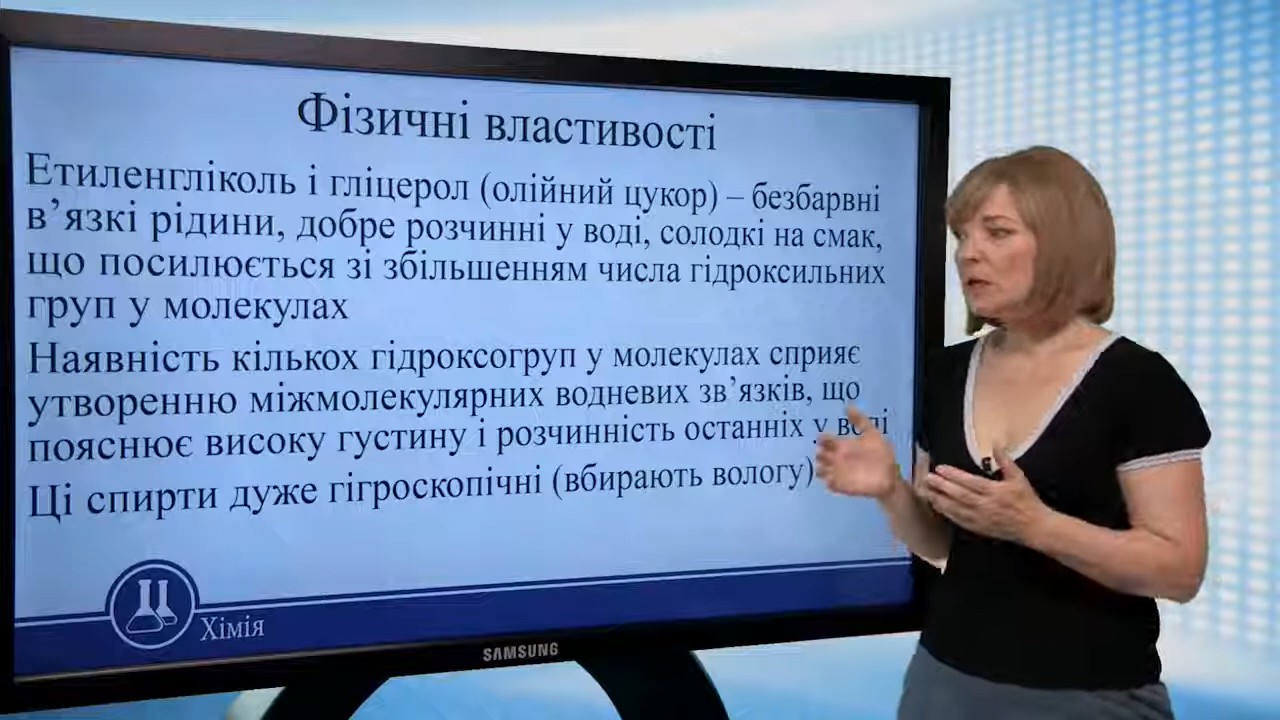 Фізичні властивості
Етиленгліколь і гліцерол (олійний цукор) – безбарвні
в’язкі рідини, добре розчинні у воді, солодкі на смак,
що посилюється зі збільшенням числа гідроксильних
груп у молекулах
Наявність кількох гідроксогруп у молекулах сприяє
утворенню міжмолекулярних водневих зв’язків, що
пояснює високу густину і розчинність останніх у воді
Ці спирти дуже гігроскопічні (вбирають вологу)
Хімія
SAMSUNG